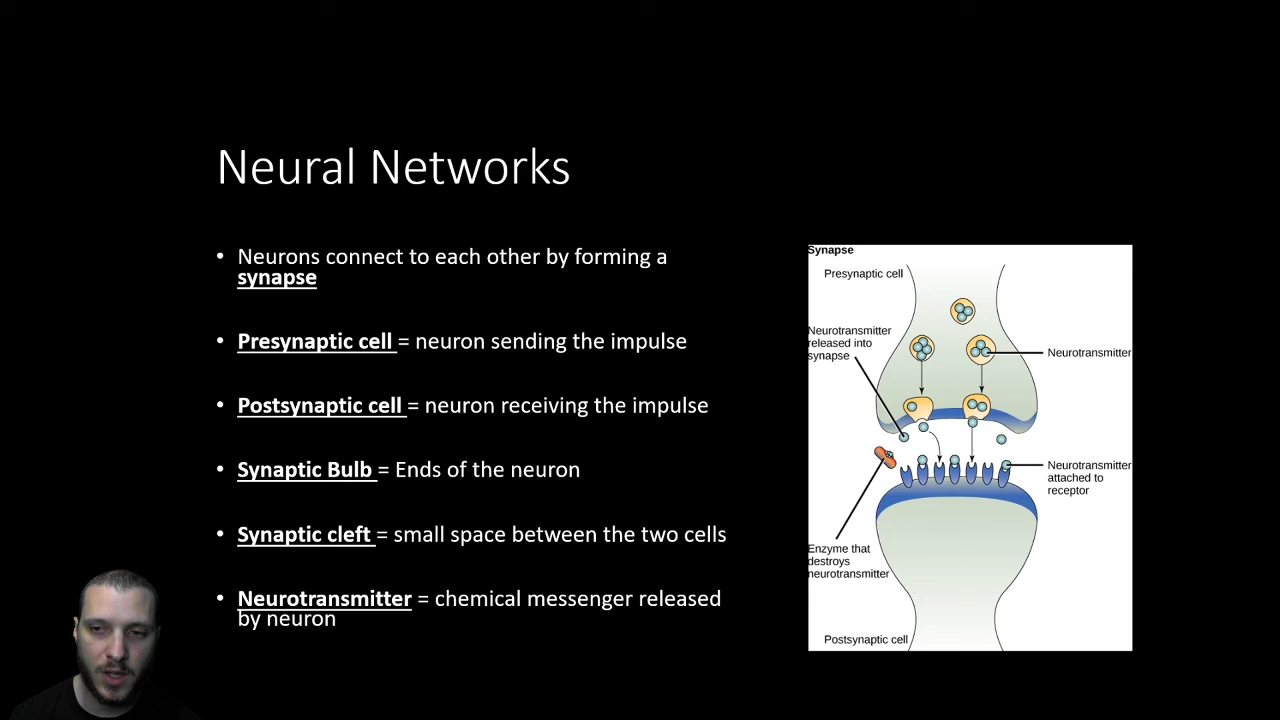 Neural Networks
• Neurons connect to each other by forming a
synapse
• Presynaptic cell = neuron sending the impulse
• Postsynaptic cell = neuron receiving the impulse
• Synaptic Bulb = Ends of the neuron
• Synaptic cleft = small space between the two cells
• Neurotransmitter = chemical messenger released
by neuron
Synapse
Presynaptic cell
Neurotransmitter
released into
synapse
Neurotransmitter
Neurotransmitter
attached to
receptor
Enzyme that
destroys
neurotransmitter
Postsynaptic cell